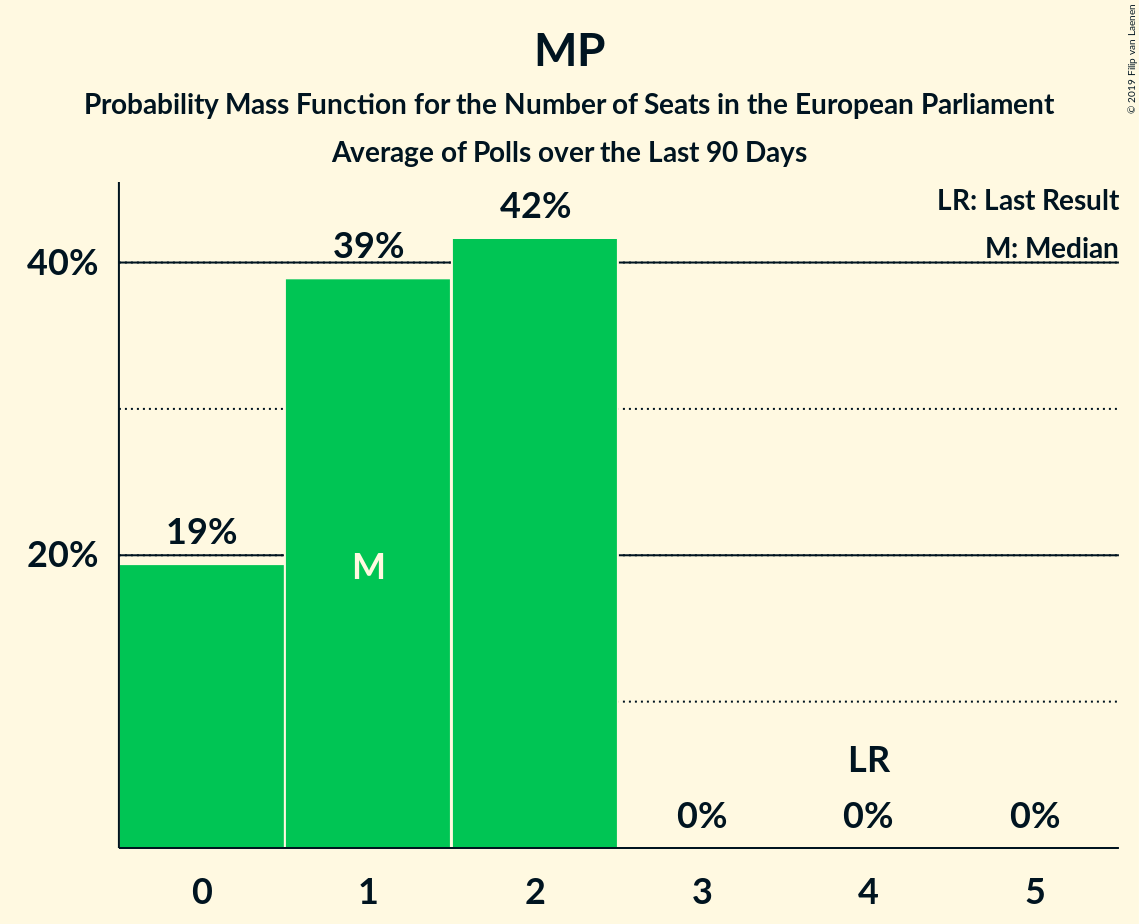 MP
Probability Mass Function for the Number of Seats in the European Parliament
Average of Polls over the Last 90 Days
© 2019 Filip van Laenen
LR: Last Result
M: Median
42%
39%
40%
19%
20%
M
LR
0%
0%
0%
0
1
2
3
4
5